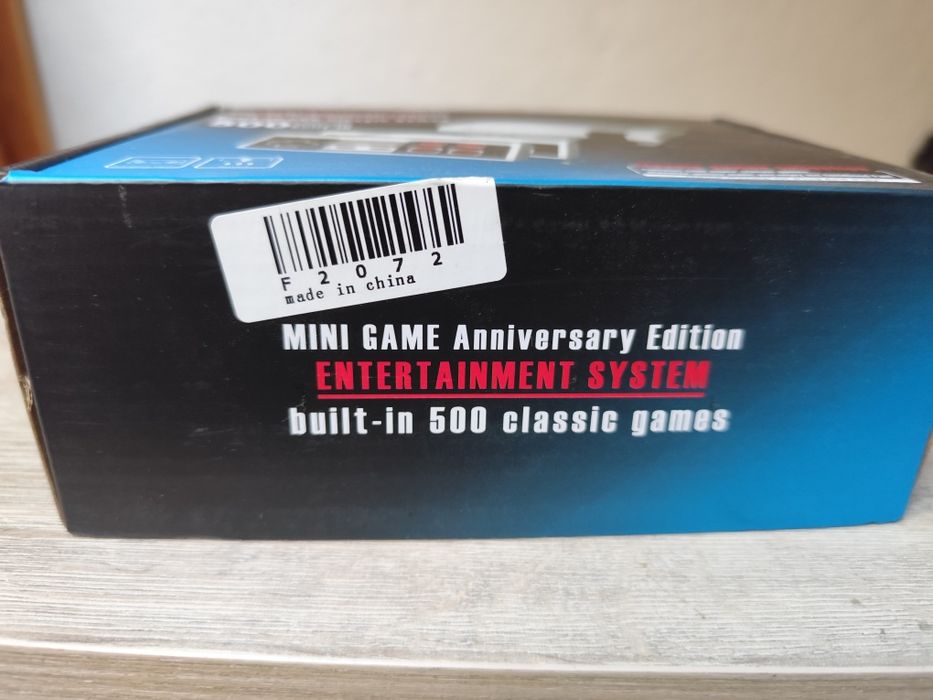 F 2 0 7 2
made in china
MINI GAME Anniversary Edition
ENTERTAINMENT SYSTEM
built-in 500 classic games